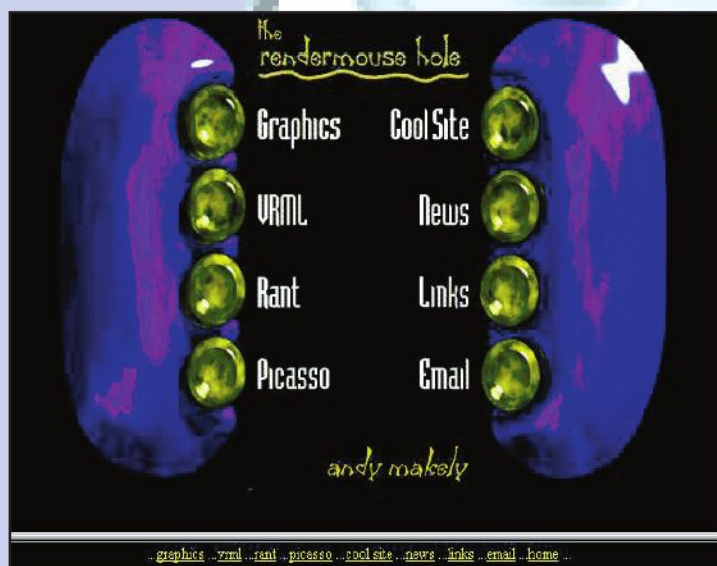 the
rendermouse hole
Graphics
Cool Site
VRML
News
Rant
Links
Picasso
Email
andy makely
...graphics ...vrml ...rant ...picasso ...cool site ...news ...links ...email ...home ...